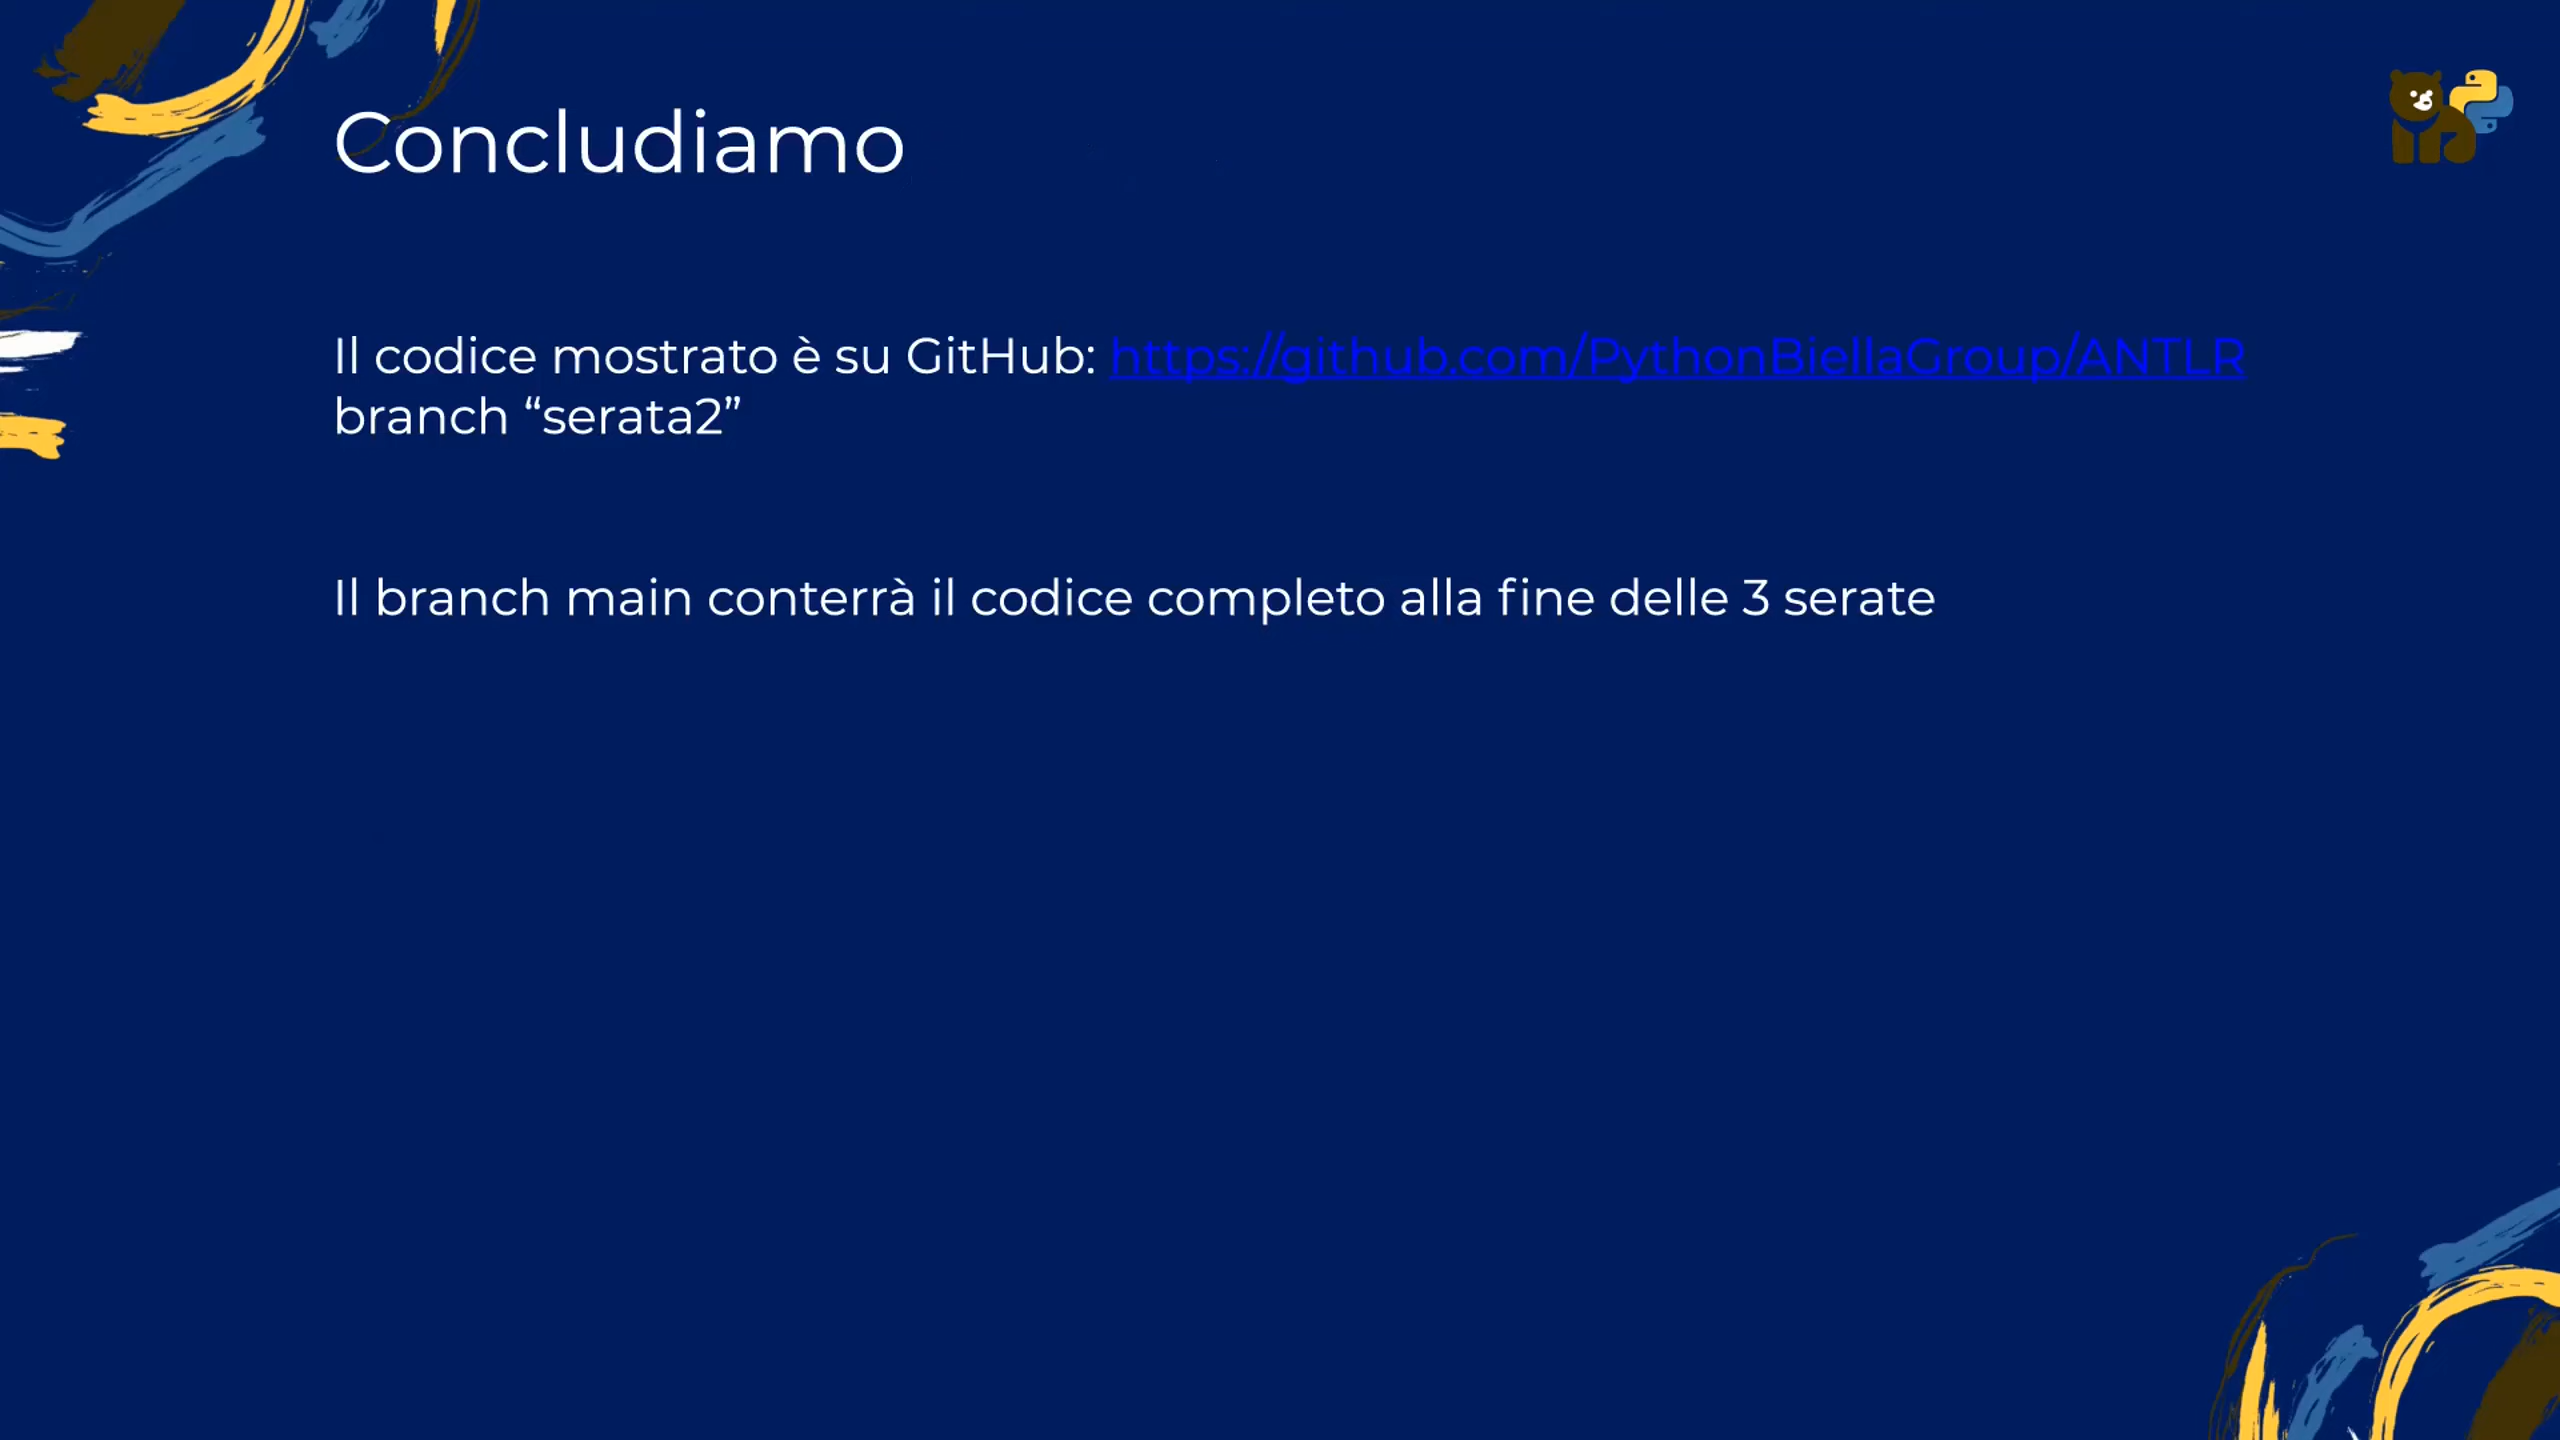 Concludiamo
Il codice mostrato è su GitHub: https://github.com/PythonBiellaGroup/ANTLR
branch “serata2”
Il branch main conterrà il codice completo alla fine delle 3 serate